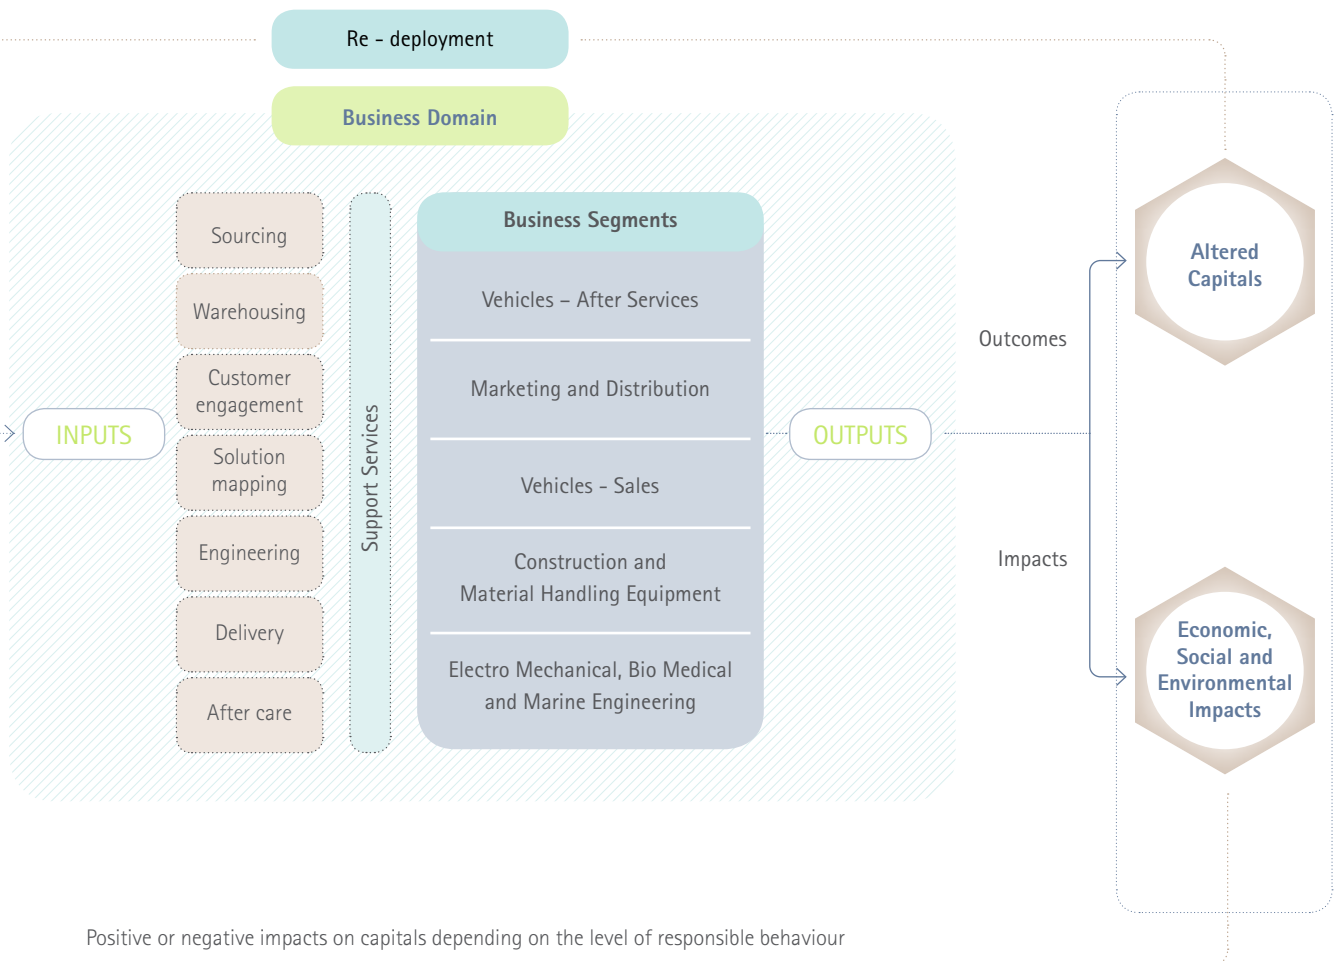 Re - deployment
Business Domain
INPUTS
Sourcing
Warehousing
Customer
engagement
Solution
mapping
Engineering
Delivery
After care
Support Services
Business Segments
Vehicles – After Services
Marketing and Distribution
Vehicles - Sales
Construction and
Material Handling Equipment
Electro Mechanical, Bio Medical
and Marine Engineering
OUTPUTS
Outcomes
Impacts
Altered
Capitals
Economic,
Social and
Environmental
Impacts
Positive or negative impacts on capitals depending on the level of responsible behaviour